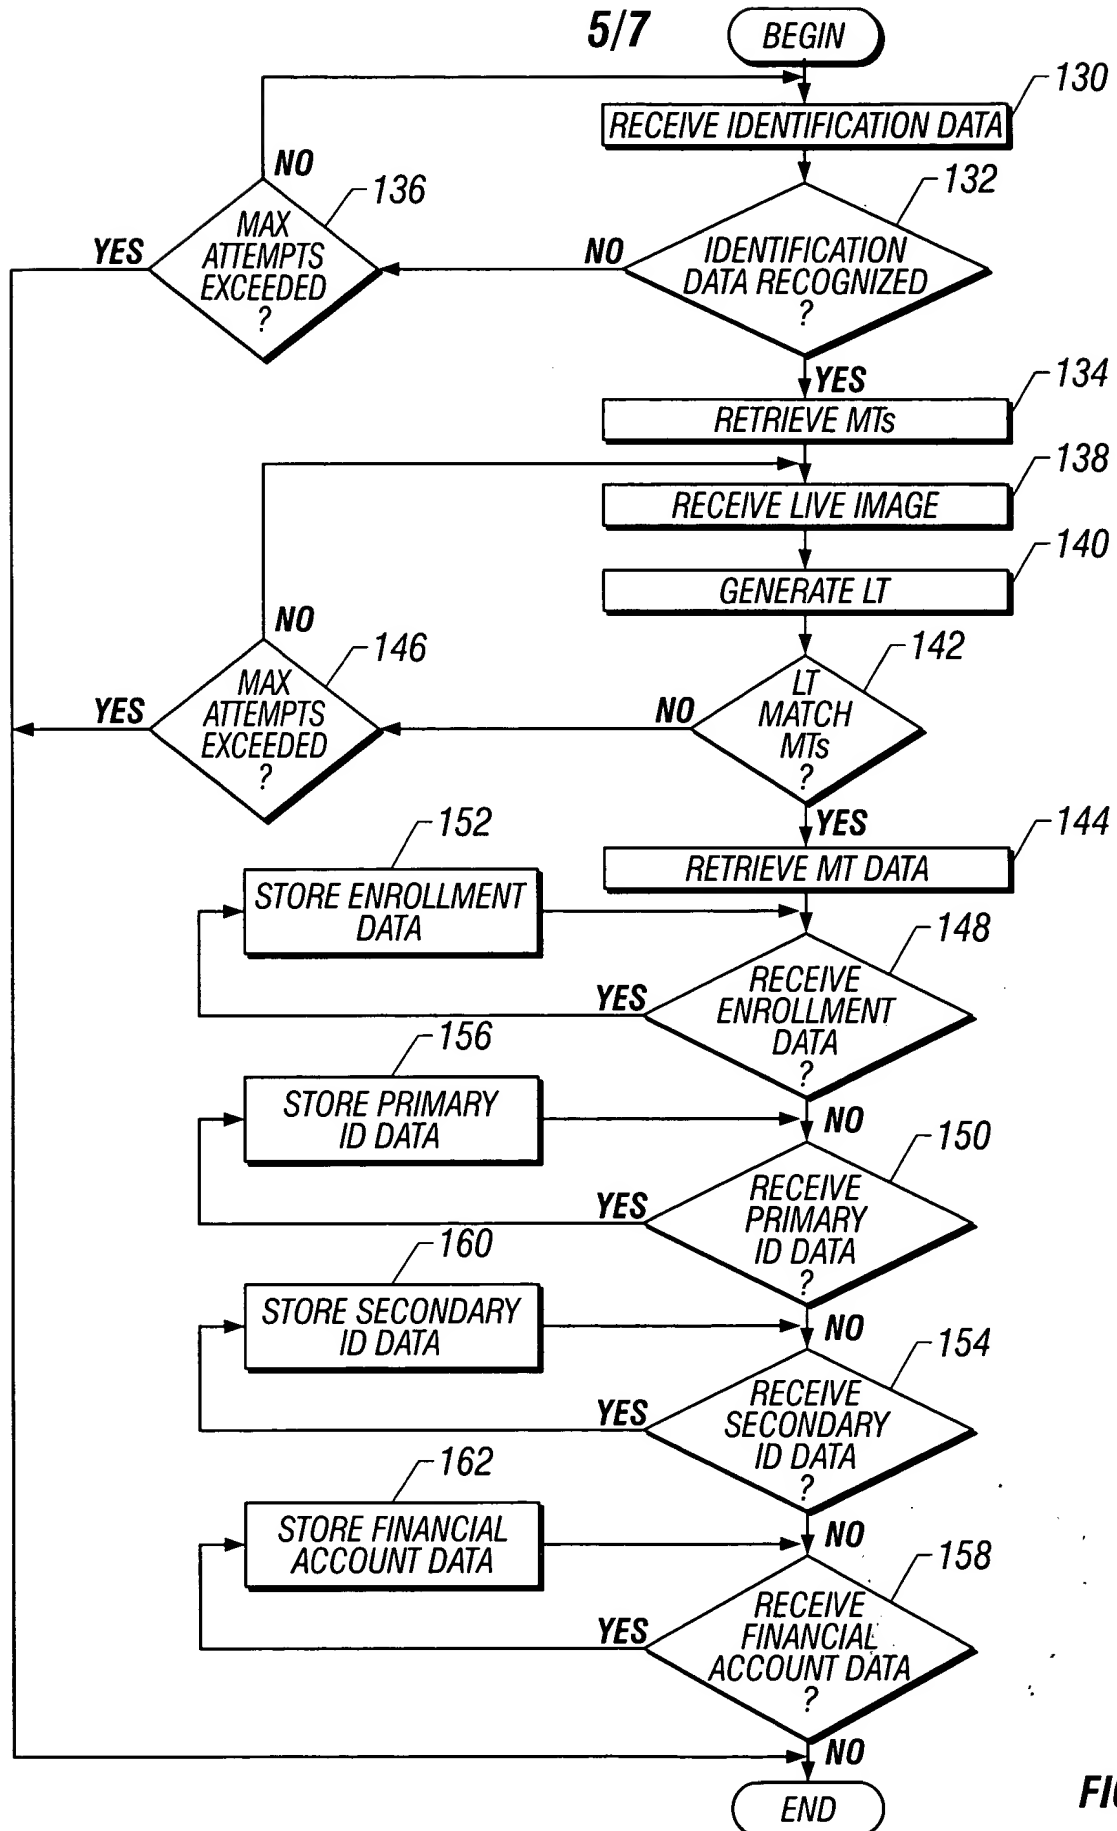 5/7
BEGIN
130
RECEIVE IDENTIFICATION DATA
NO
136
132
MAX
ATTEMPTS
EXCEEDED
?
YES
NO
IDENTIFICATION
DATA RECOGNIZED
?
YES
134
RETRIEVE MTs
138
RECEIVE LIVE IMAGE
140
GENERATE LT
NO
146
142
MAX
ATTEMPTS
EXCEEDED
?
YES
NO
LT
MATCH
MTs
?
YES
144
RETRIEVE MT DATA
152
STORE ENROLLMENT
DATA
148
YES
RECEIVE
ENROLLMENT
DATA
?
156
STORE PRIMARY
ID DATA
NO
150
YES
RECEIVE
PRIMARY
ID DATA
?
160
STORE SECONDARY
ID DATA
NO
154
YES
RECEIVE
SECONDARY
ID DATA
?
162
STORE FINANCIAL
ACCOUNT DATA
NO
158
YES
RECEIVE
FINANCIAL
ACCOUNT DATA
?
NO
END